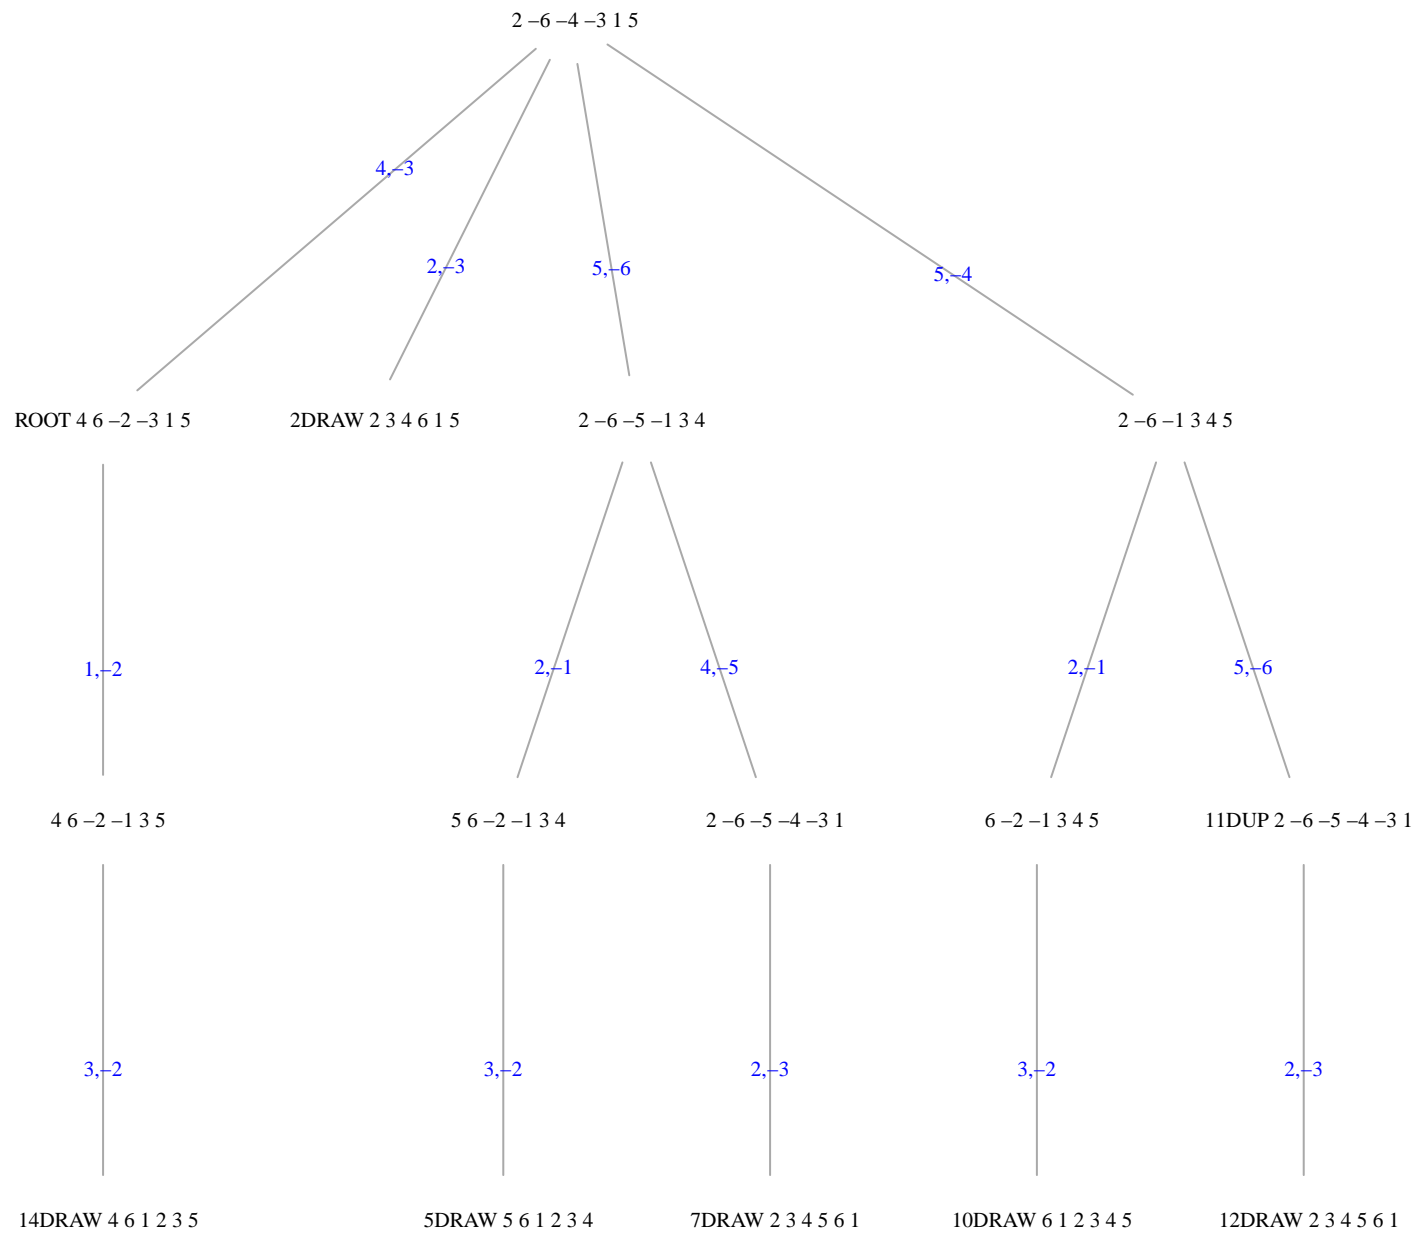 2 –6 –4 –3 1 5
4,–3
2,–3
5,–6
5,–4
ROOT 4 6 –2 –3 1 5
2DRAW 2 3 4 6 1 5
2 –6 –5 –1 3 4
2 –6 –1 3 4 5
1,–2
2,–1
4,–5
2,–1
5,–6
4 6 –2 –1 3 5
5 6 –2 –1 3 4
2 –6 –5 –4 –3 1
6 –2 –1 3 4 5
11DUP 2 –6 –5 –4 –3 1
3,–2
3,–2
2,–3
3,–2
2,–3
14DRAW 4 6 1 2 3 5
5DRAW 5 6 1 2 3 4
7DRAW 2 3 4 5 6 1
10DRAW 6 1 2 3 4 5
12DRAW 2 3 4 5 6 1